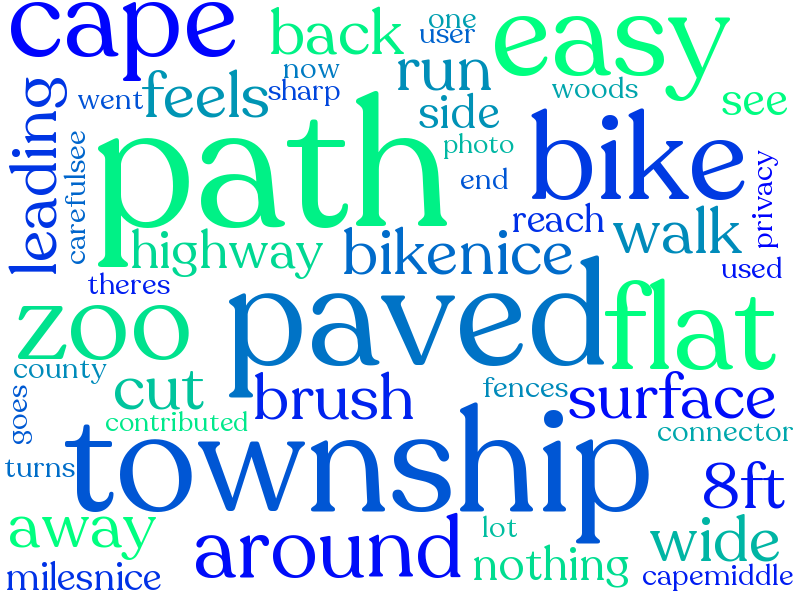 cape
back
one
user
easy
now
went
feels
sharp
run
side
woods
see
leading
carefulsee
path
photo
end
bike
privacy
highway
bikenice
reach
walk
theres
used
zoo
paved
flat
county
cut
brush
fences
surface
goes
contributed
connector
township
turns
8ft
away
around
lot
nothing
wide
milesnice
capemiddle